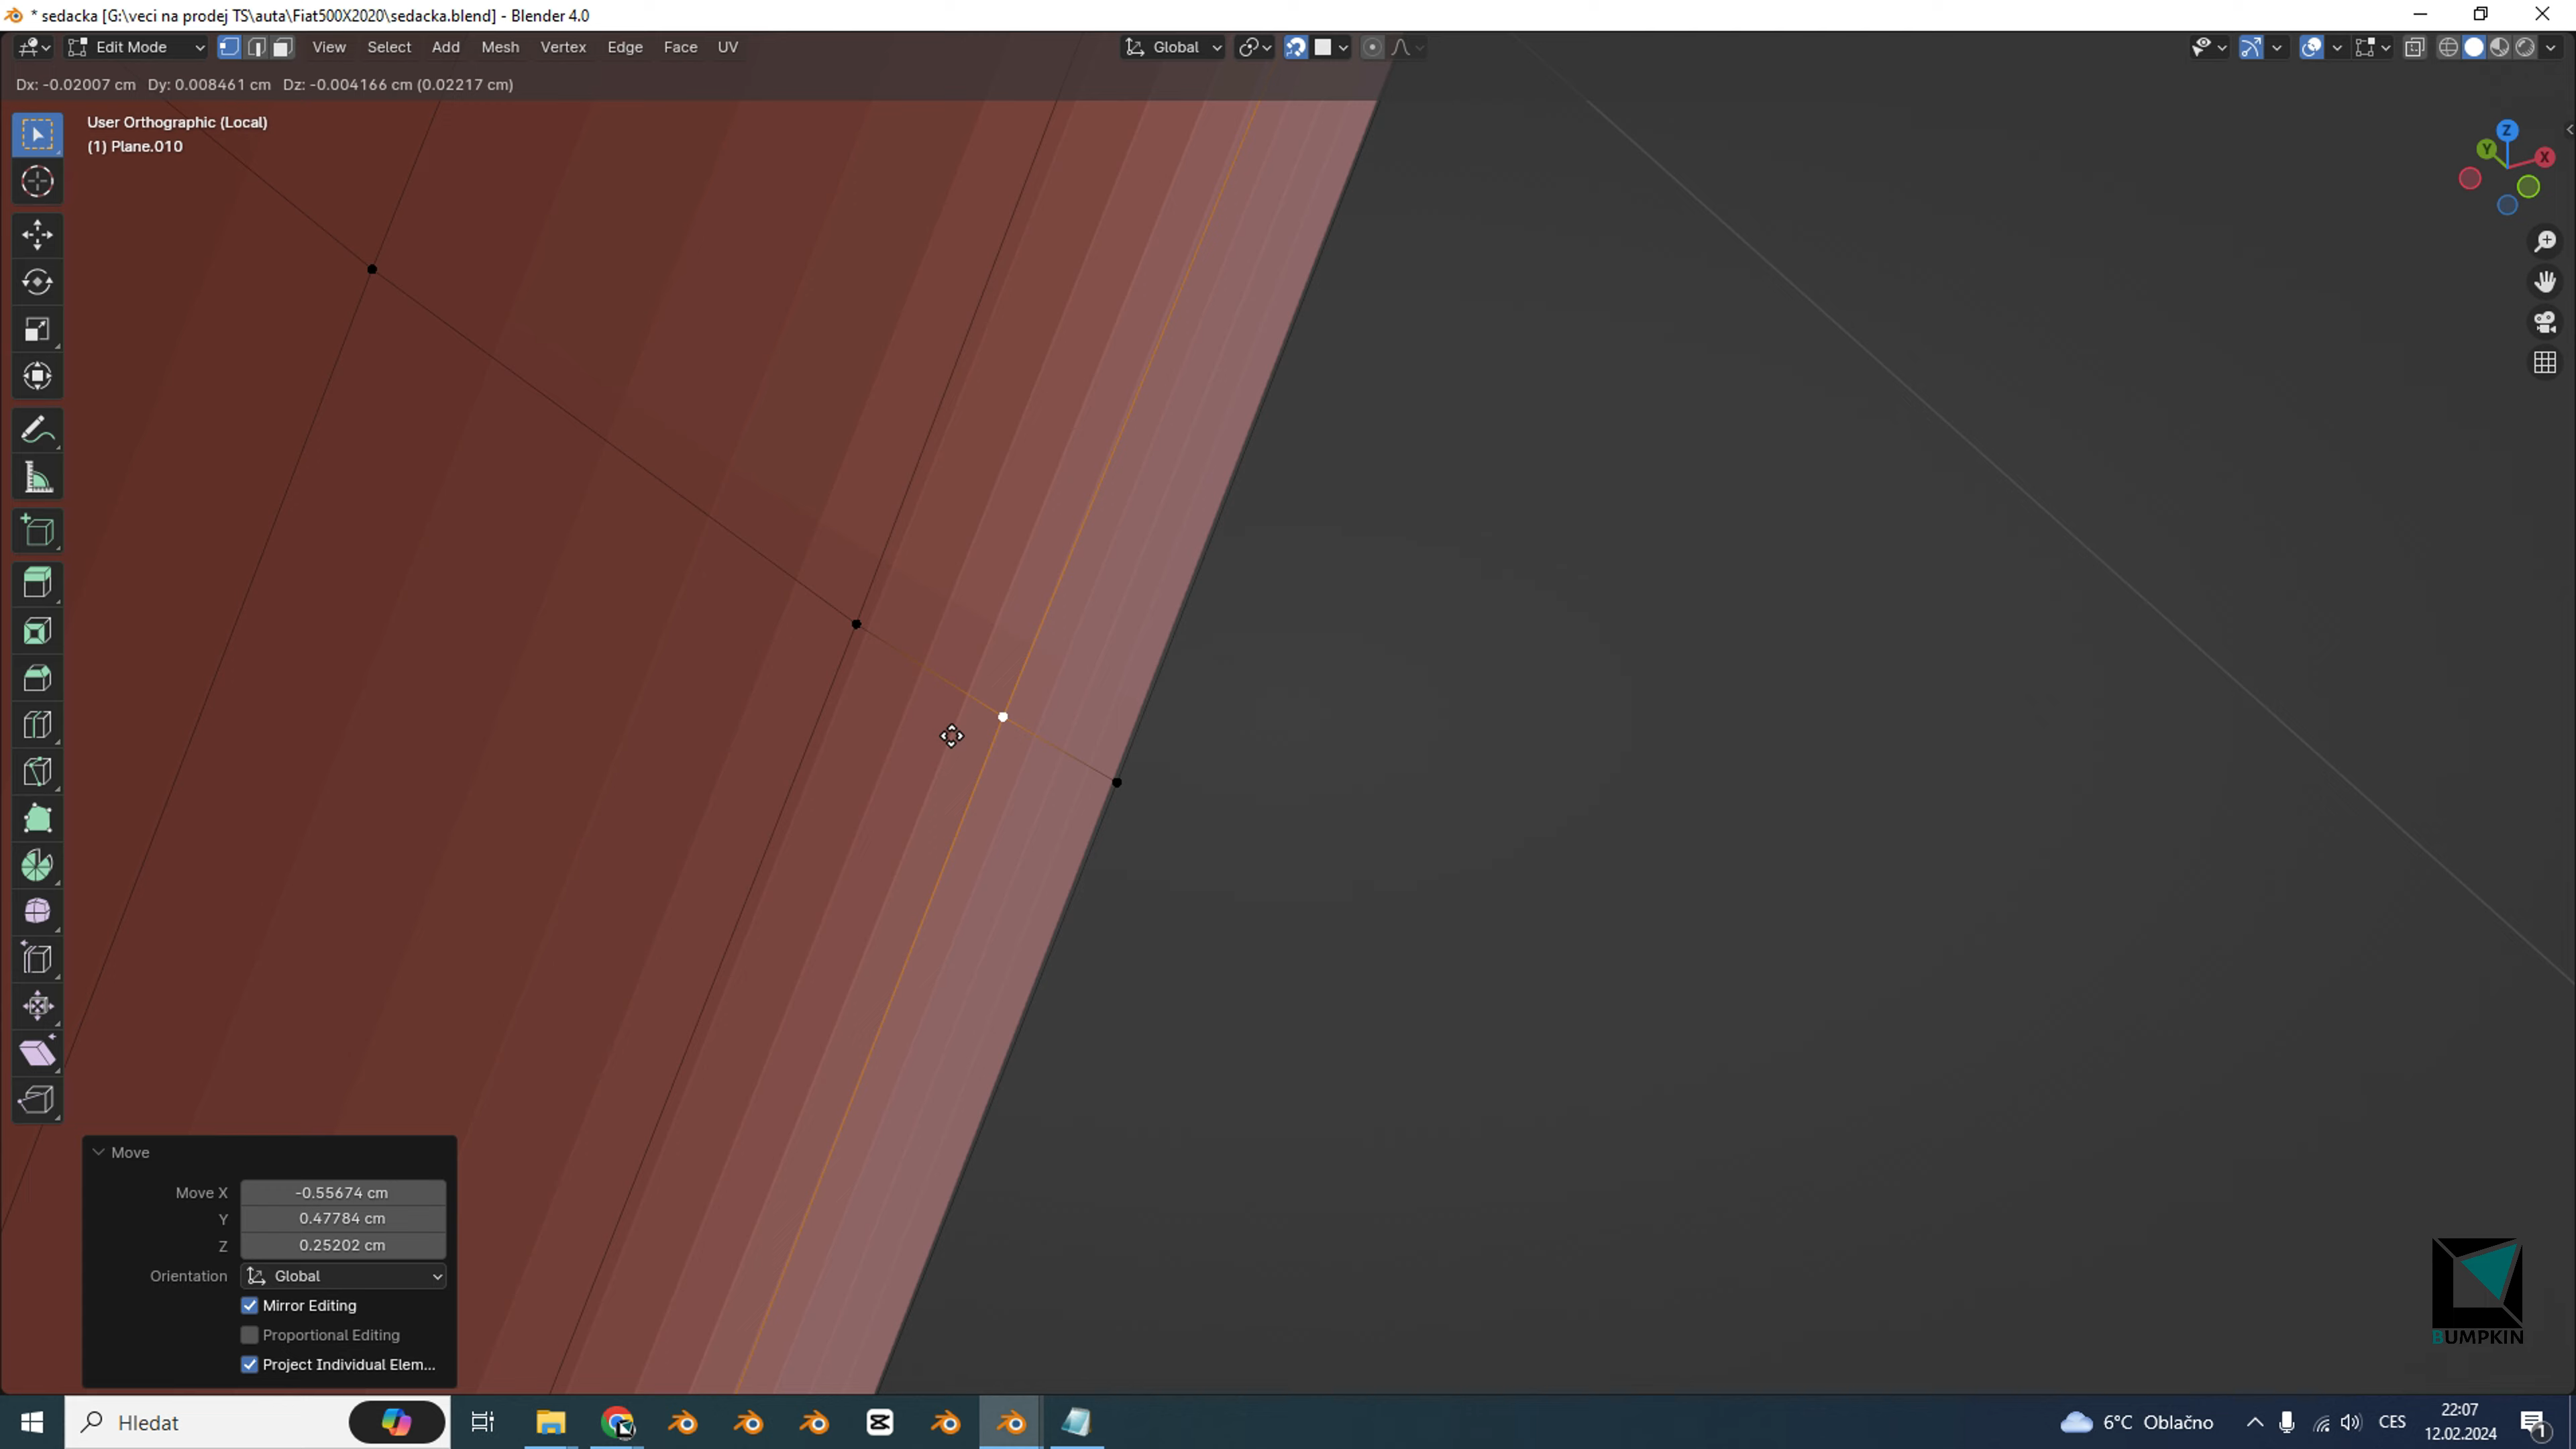 * sedacka [G:\veci na prodej TS\auta\Fiat500X2020\sedacka.blend] - Blender 4.0
Edit Mode View Select Add Mesh Vertex Edge Face UV Global
Dx: -0.02007 cm Dy: 0.008461 cm Dz: -0.004166 cm (0.02217 cm)
User Orthographic (Local)
(1) Plane.010
Z
Y
X
Move
Move X -0.55674 cm
Y 0.47784 cm
Z 0.25202 cm
Orientation Global
Mirror Editing
Proportional Editing
Project Individual Elem...
BUMPKIN
Hledat
6°C Oblačno
CES
22:07
12.02.2024
1